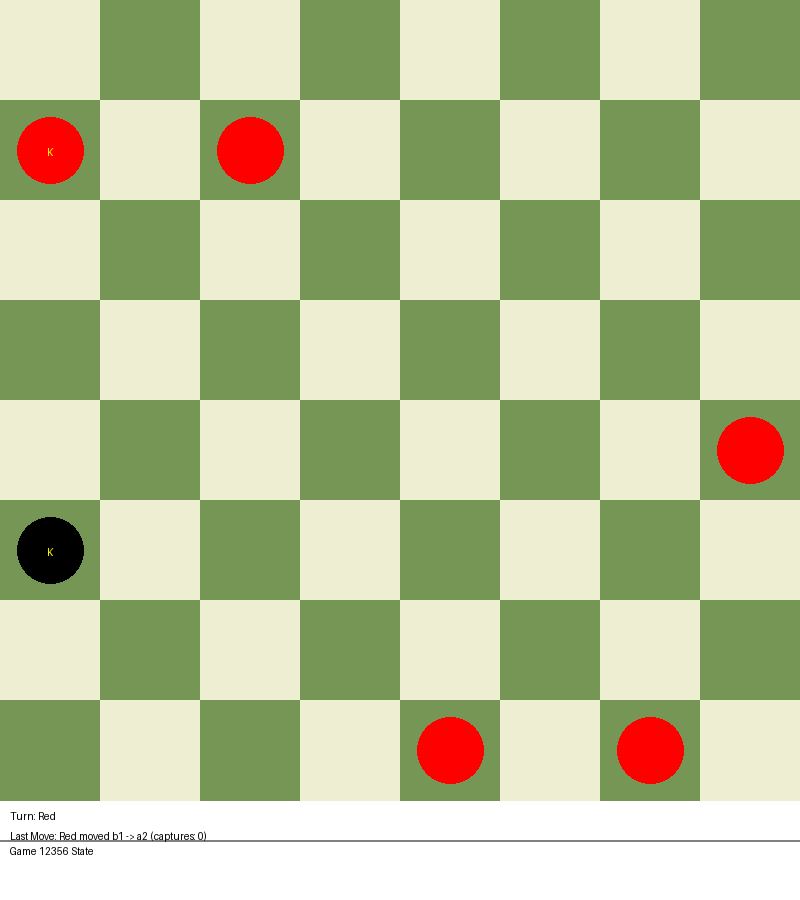 K
K
Turn: Red
Last Move: Red moved b1 -> a2 (captures: 0)
Game 12356 State